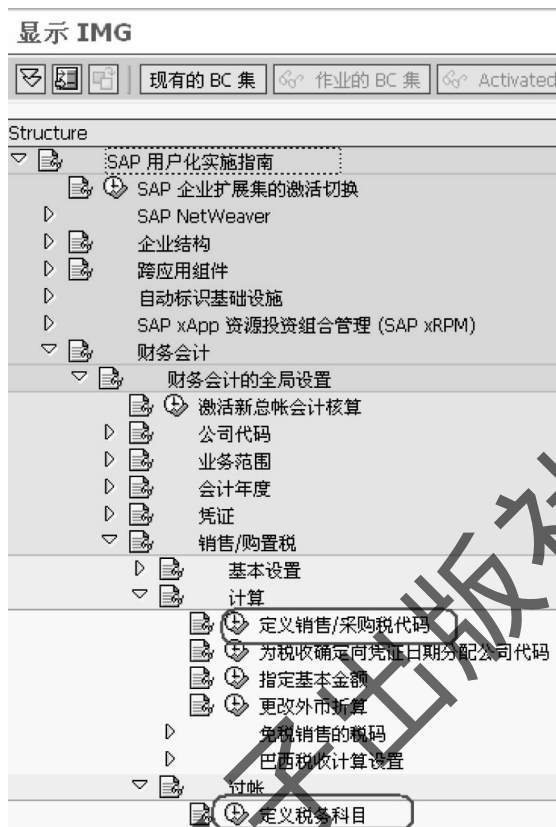 显示 IMG
现有的 BC 集 作业的 BC 集 Activated
Structure
SAP 用户化实施指南
SAP 企业扩展集的激活切换
SAP NetWeaver
企业结构
跨应用组件
自动标识基础设施
SAP xApp 资源投资组合管理 (SAP xRPM)
财务会计
财务会计的全局设置
激活新总帐会计核算
公司代码
业务范围
会计年度
凭证
销售/购置税
基本设置
计算
定义销售/采购税代码
为税收确定向凭证日期分配公司代码
指定基本金额
更改外币折算
免税销售的税码
巴西税收计算设置
过帐
定义税务科目
子出版社